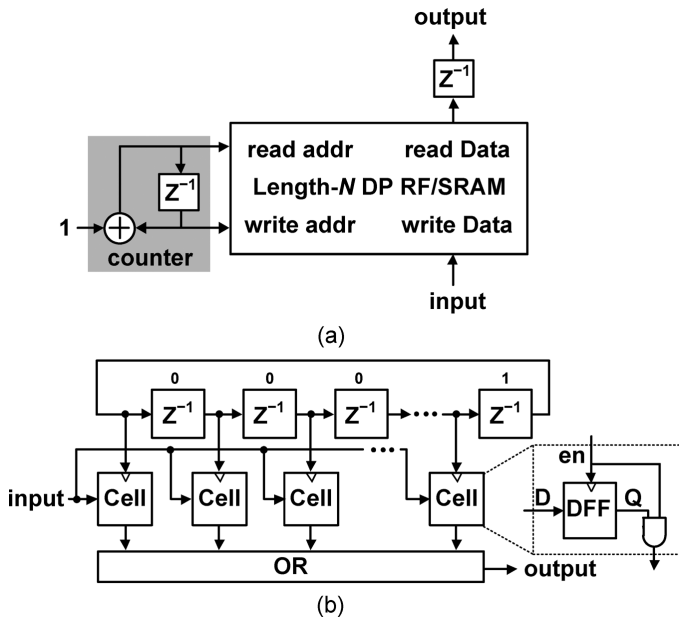 output
Z⁻¹
read addr read Data
Z⁻¹
Length-N DP RF/SRAM
1
+
write addr write Data
counter
input
(a)
0 0 0 1
Z⁻¹ Z⁻¹ Z⁻¹ ••• Z⁻¹
•••
en
input Cell Cell Cell Cell
D DFF Q
OR
output
(b)